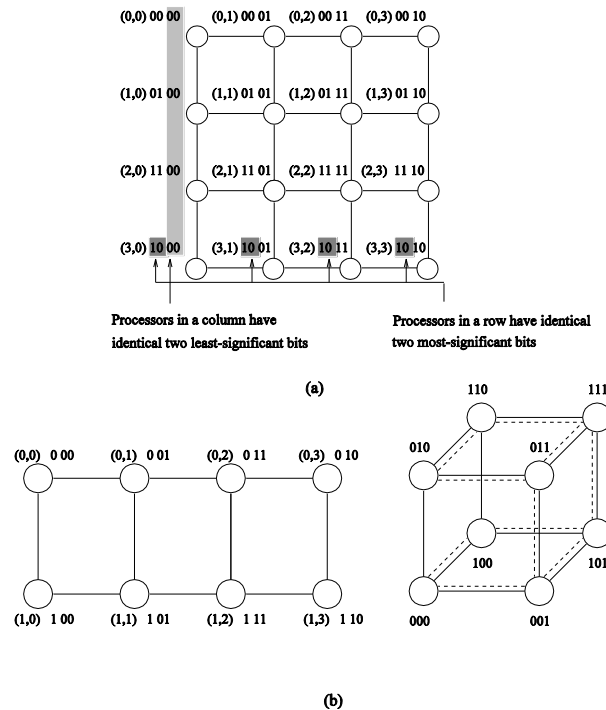 (0,0) 00 00 (0,1) 00 01 (0,2) 00 11 (0,3) 00 10
(1,0) 01 00 (1,1) 01 01 (1,2) 01 11 (1,3) 01 10
(2,0) 11 00 (2,1) 11 01 (2,2) 11 11 (2,3) 11 10
(3,0) 10 00 (3,1) 10 01 (3,2) 10 11 (3,3) 10 10
Processors in a column have
identical two least-significant bits
Processors in a row have identical
two most-significant bits
(a)
110 111
(0,0) 0 00 (0,1) 0 01 (0,2) 0 11 (0,3) 0 10
010 011
100 101
(1,0) 1 00 (1,1) 1 01 (1,2) 1 11 (1,3) 1 10
000 001
(b)